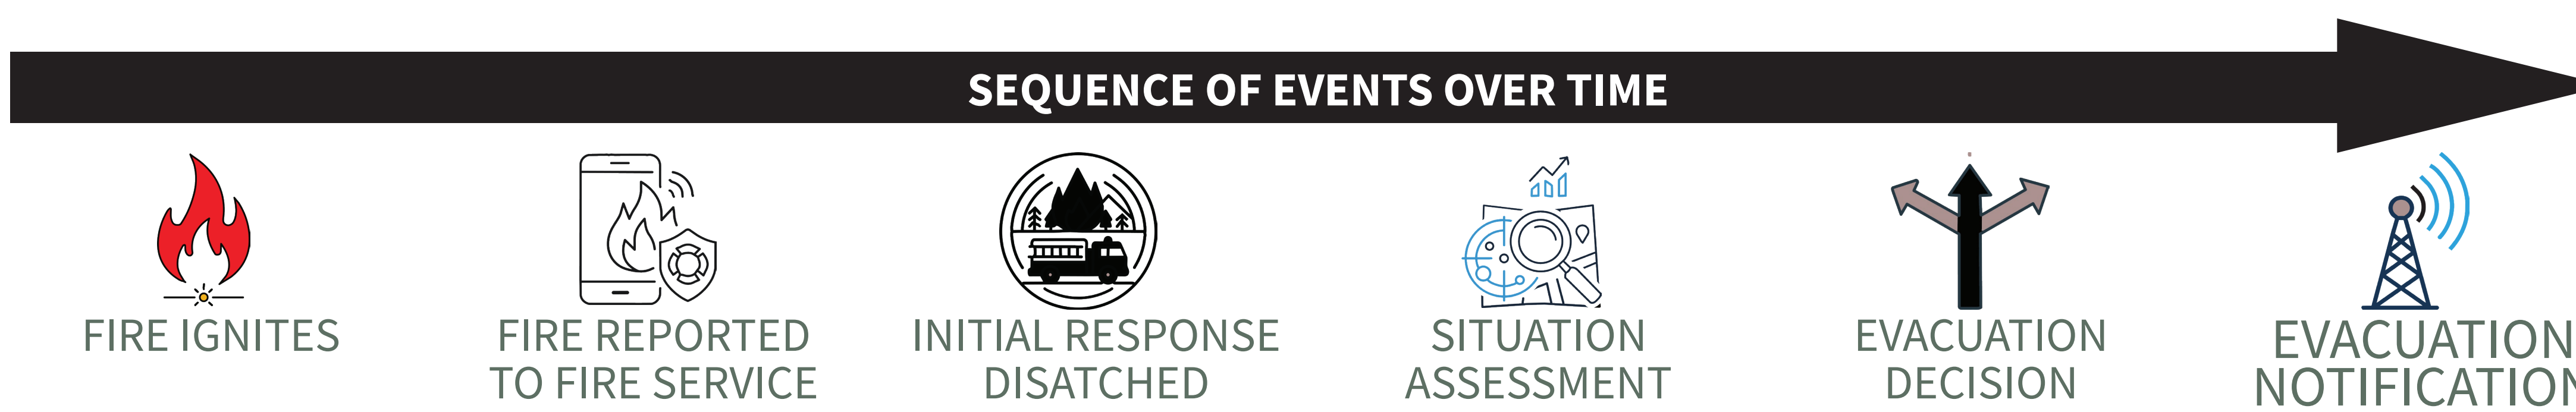 SEQUENCE OF EVENTS OVER TIME
FIRE IGNITES
FIRE REPORTED
TO FIRE SERVICE
INITIAL RESPONSE
DISATCHED
SITUATION
ASSESSMENT
EVACUATION
DECISION
EVACUATION
NOTIFICATION